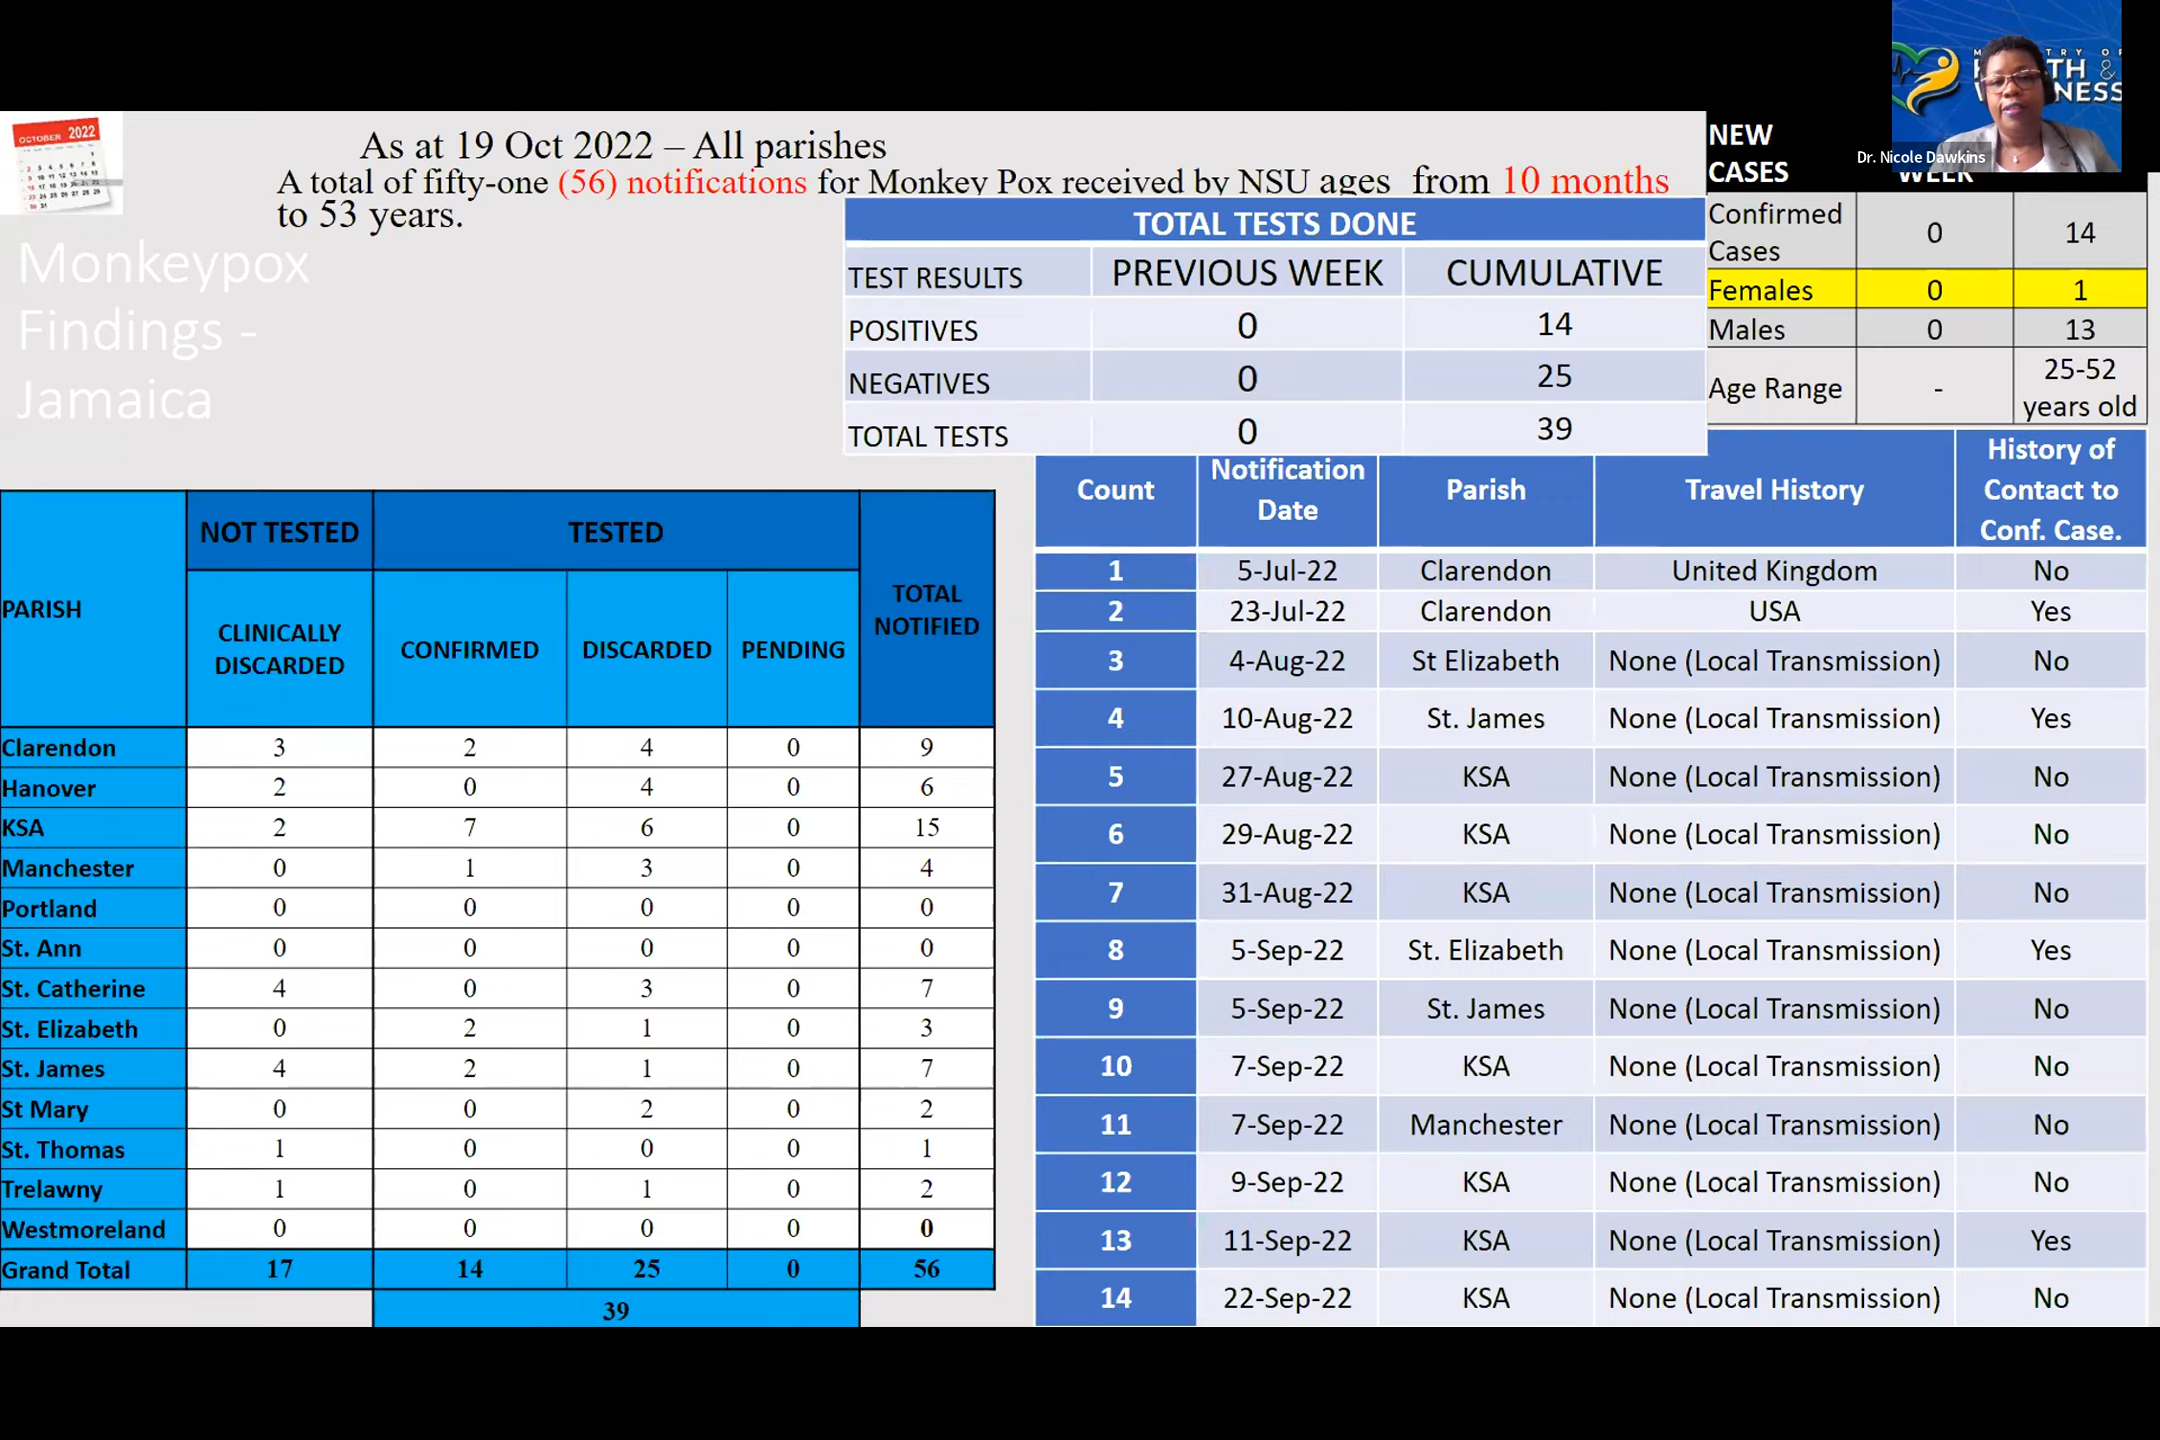 OCTOBER 2022
As at 19 Oct 2022 – All parishes
A total of fifty-one (56) notifications for Monkey Pox received by NSU ages from 10 months
to 53 years.
Monkeypox
Findings -
Jamaica
Dr. Nicole Dawkins
NEW
CASES WEEK
Confirmed Cases 0 14
Females 0 1
Males 0 13
Age Range - 25-52 years old
TOTAL TESTS DONE
TEST RESULTS PREVIOUS WEEK CUMULATIVE
POSITIVES 0 14
NEGATIVES 0 25
TOTAL TESTS 0 39
PARISH NOT TESTED TESTED TOTAL NOTIFIED
CLINICALLY DISCARDED CONFIRMED DISCARDED PENDING
Clarendon 3 2 4 0 9
Hanover 2 0 4 0 6
KSA 2 7 6 0 15
Manchester 0 1 3 0 4
Portland 0 0 0 0 0
St. Ann 0 0 0 0 0
St. Catherine 4 0 3 0 7
St. Elizabeth 0 2 1 0 3
St. James 4 2 1 0 7
St Mary 0 0 2 0 2
St. Thomas 1 0 0 0 1
Trelawny 1 0 1 0 2
Westmoreland 0 0 0 0 0
Grand Total 17 14 25 0 56
39
Count Notification Date Parish Travel History History of Contact to Conf. Case.
1 5-Jul-22 Clarendon United Kingdom No
2 23-Jul-22 Clarendon USA Yes
3 4-Aug-22 St Elizabeth None (Local Transmission) No
4 10-Aug-22 St. James None (Local Transmission) Yes
5 27-Aug-22 KSA None (Local Transmission) No
6 29-Aug-22 KSA None (Local Transmission) No
7 31-Aug-22 KSA None (Local Transmission) No
8 5-Sep-22 St. Elizabeth None (Local Transmission) Yes
9 5-Sep-22 St. James None (Local Transmission) No
10 7-Sep-22 KSA None (Local Transmission) No
11 7-Sep-22 Manchester None (Local Transmission) No
12 9-Sep-22 KSA None (Local Transmission) No
13 11-Sep-22 KSA None (Local Transmission) Yes
14 22-Sep-22 KSA None (Local Transmission) No